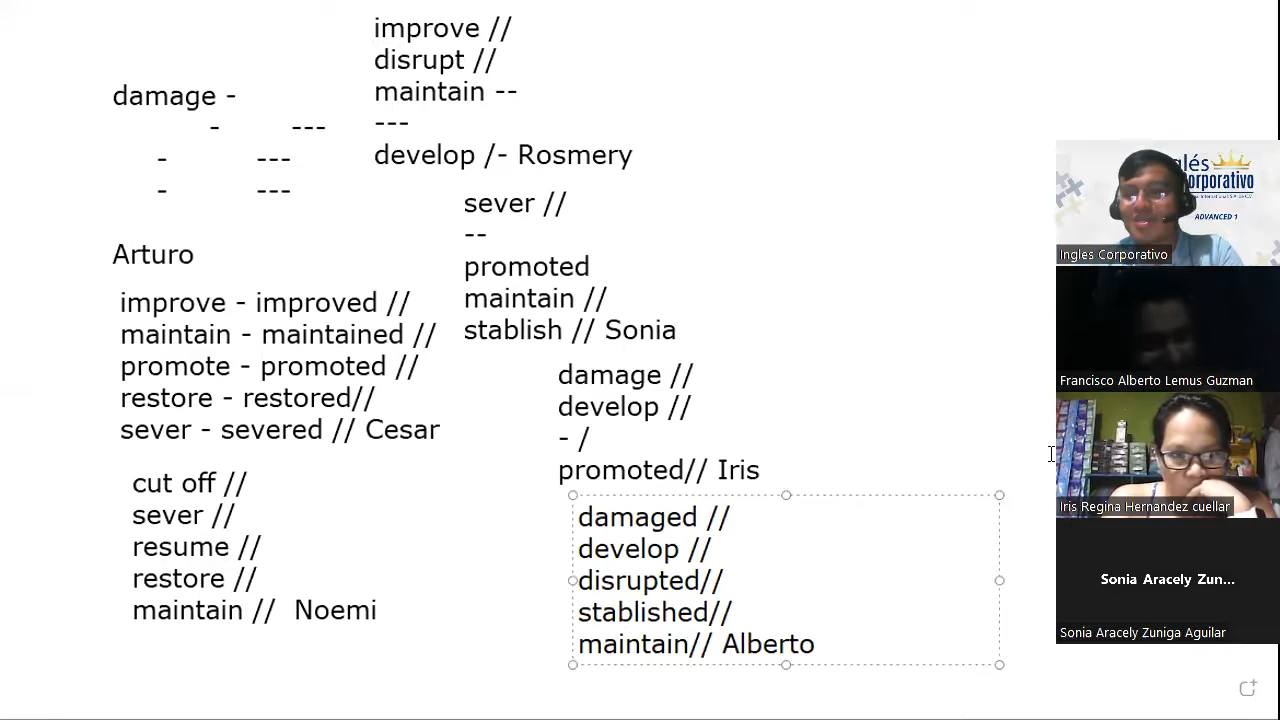 improve //
disrupt //
maintain --
---
develop /- Rosmery
damage -
- ---
- ---
- ---
sever //
--
promoted
maintain //
stablish // Sonia
Arturo
improve - improved //
maintain - maintained //
promote - promoted //
restore - restored//
sever - severed // Cesar
damage //
develop //
- /
promoted// Iris
cut off //
sever //
resume //
restore //
maintain // Noemi
damaged //
develop //
disrupted//
stablished//
maintain// Alberto
glés
orporativo
ADVANCED 1
Ingles Corporativo
Francisco Alberto Lemus Guzman
Iris Regina Hernandez cuellar
Sonia Aracely Zun...
Sonia Aracely Zuniga Aguilar